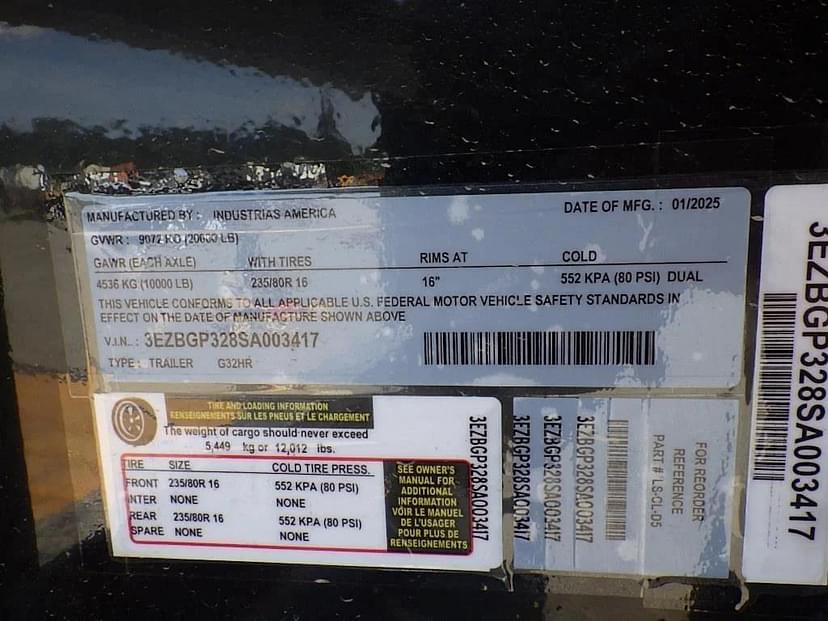 MANUFACTURED BY : INDUSTRIAS AMERICA
DATE OF MFG. : 01/2025
GVWR : 9072 KG (20000 LB)
GAWR (EACH AXLE) WITH TIRES RIMS AT COLD
4536 KG (10000 LB) 235/80R 16 16" 552 KPA (80 PSI) DUAL
THIS VEHICLE CONFORMS TO ALL APPLICABLE U.S. FEDERAL MOTOR VEHICLE SAFETY STANDARDS IN
EFFECT ON THE DATE OF MANUFACTURE SHOWN ABOVE
V.I.N.: 3EZBGP328SA003417
TYPE : TRAILER G32HR
TIRE AND LOADING INFORMATION
RENSEIGNEMENTS SUR LES PNEUS ET LE CHARGEMENT
The weight of cargo should never exceed
5,449 kg or 12,012 lbs.
TIRE SIZE COLD TIRE PRESS.
FRONT 235/80R 16 552 KPA (80 PSI)
INTER NONE NONE
REAR 235/80R 16 552 KPA (80 PSI)
SPARE NONE NONE
SEE OWNER'S
MANUAL FOR
ADDITIONAL
INFORMATION
VOIR LE MANUEL
DE L'USAGER
POUR PLUS DE
RENSEIGNEMENTS
3EZBGP328SA003417
3EZBGP328SA003417
3EZBGP328SA003417
3EZBGP328SA003417
FOR REORDER
REFERENCE
PART # LS-CL-05
3EZBGP328SA003417